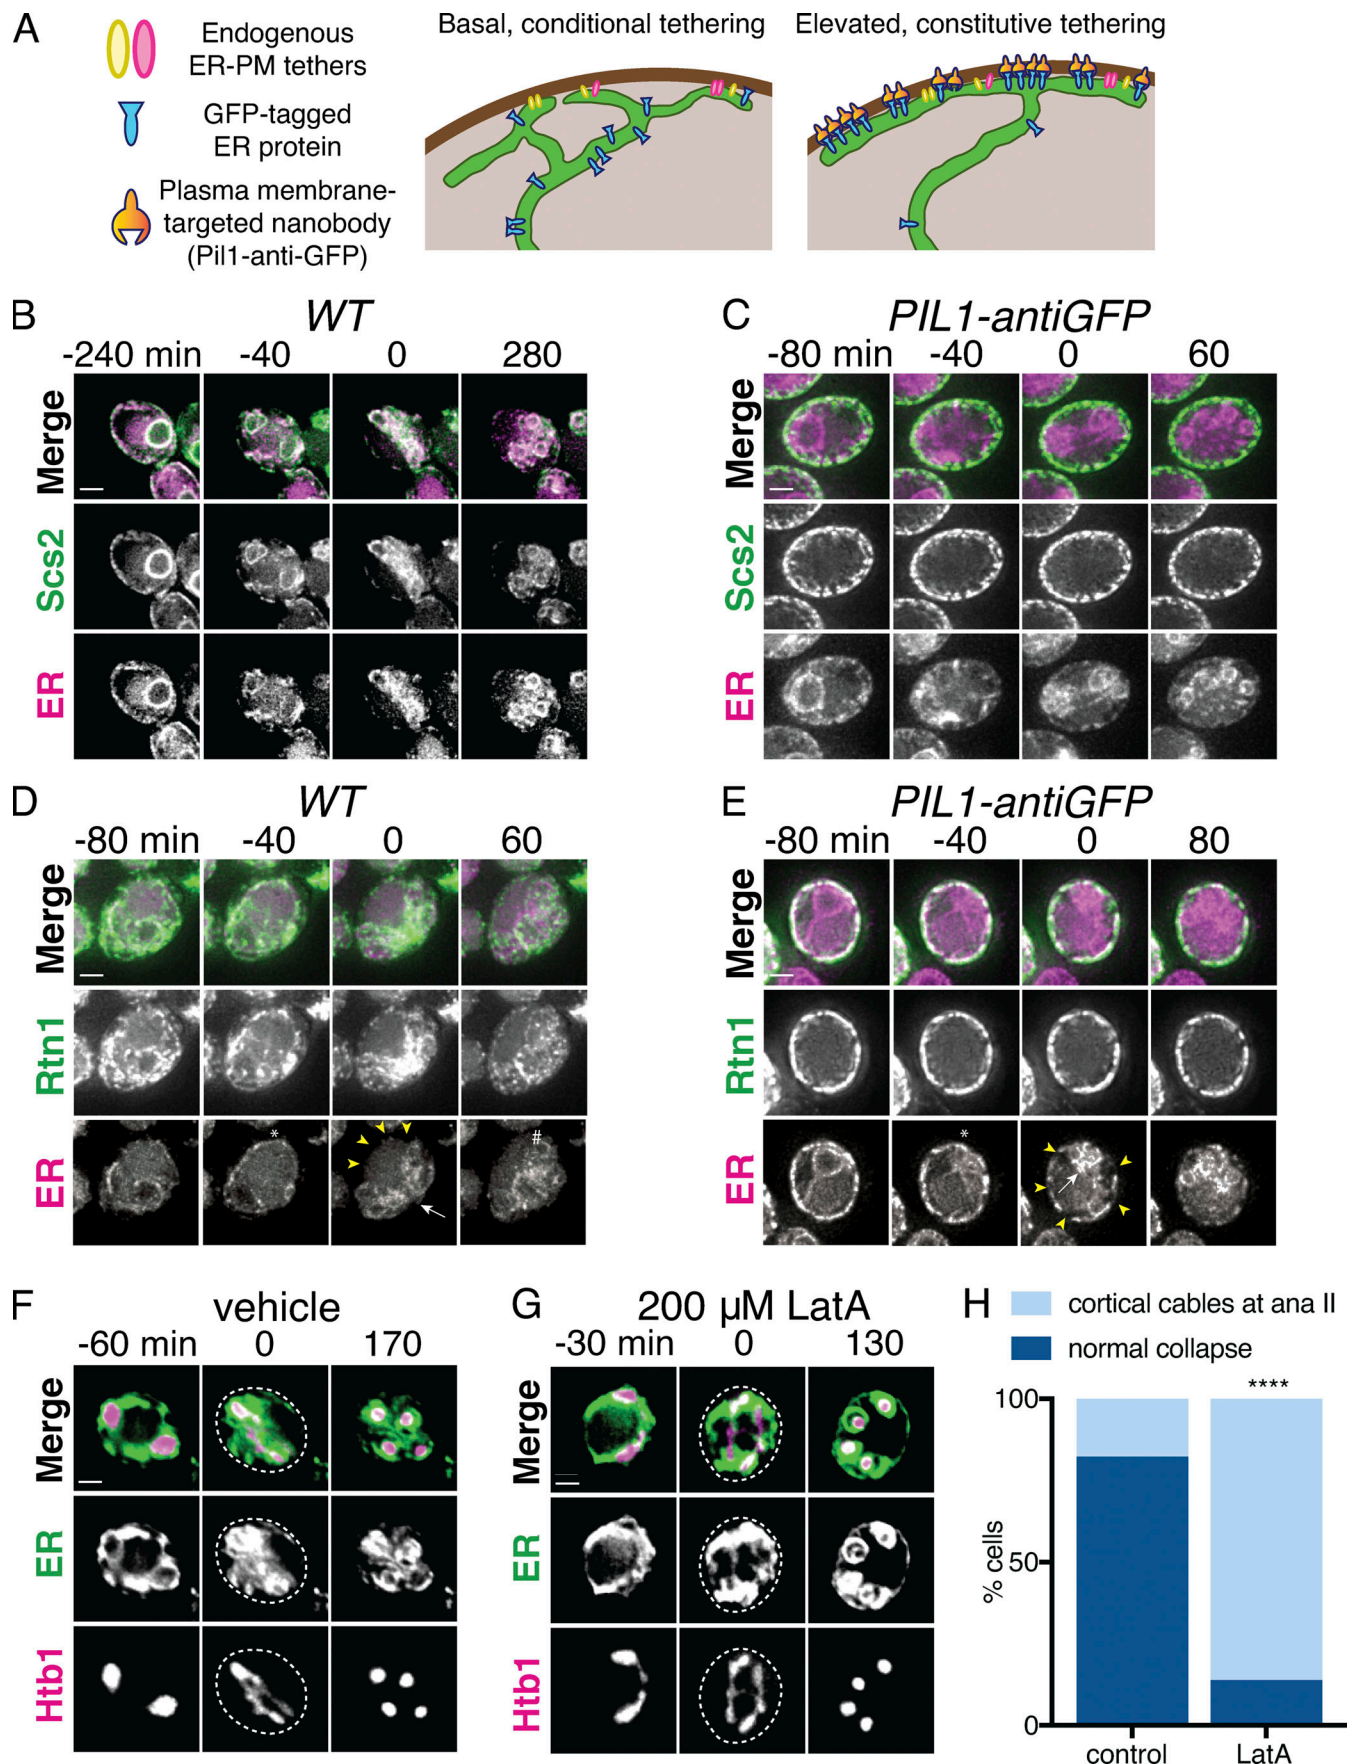 A
Endogenous
ER-PM tethers
GFP-tagged
ER protein
Plasma membrane-
targeted nanobody
(Pil1-anti-GFP)
Basal, conditional tethering
Elevated, constitutive tethering
B
WT
-240 min -40 0 280
Merge
Scs2
ER
C
PIL1-antiGFP
-80 min -40 0 60
Merge
Scs2
ER
D
WT
-80 min -40 0 60
Merge
Rtn1
ER
*
#
E
PIL1-antiGFP
-80 min -40 0 80
Merge
Rtn1
ER
*
F
vehicle
-60 min 0 170
Merge
ER
Htb1
G
200 µM LatA
-30 min 0 130
Merge
ER
Htb1
H
cortical cables at ana II
normal collapse
****
100
50
0
% cells
control LatA